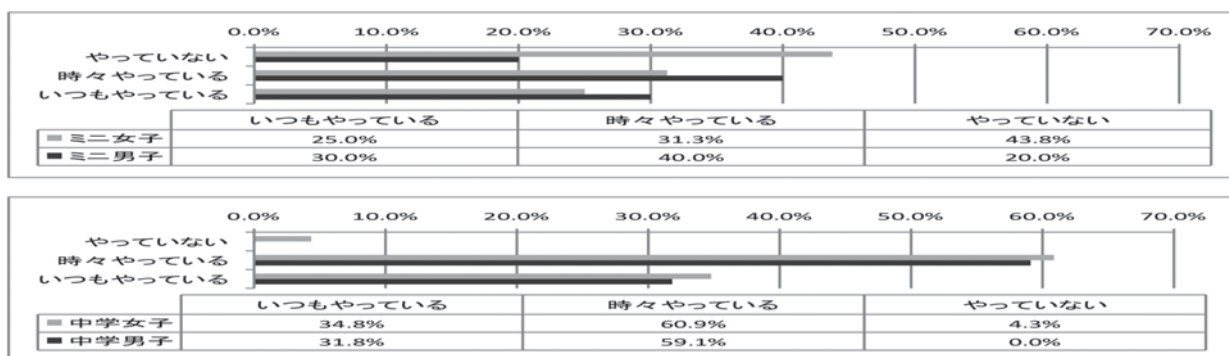 0.0% 10.0% 20.0% 30.0% 40.0% 50.0% 60.0% 70.0%
やっていない
時々やっている
いつもやっている
いつもやっている 時々やっている やっていない
ミニ女子 25.0% 31.3% 43.8%
ミニ男子 30.0% 40.0% 20.0%
0.0% 10.0% 20.0% 30.0% 40.0% 50.0% 60.0% 70.0%
やっていない
時々やっている
いつもやっている
いつもやっている 時々やっている やっていない
中学女子 34.8% 60.9% 4.3%
中学男子 31.8% 59.1% 0.0%